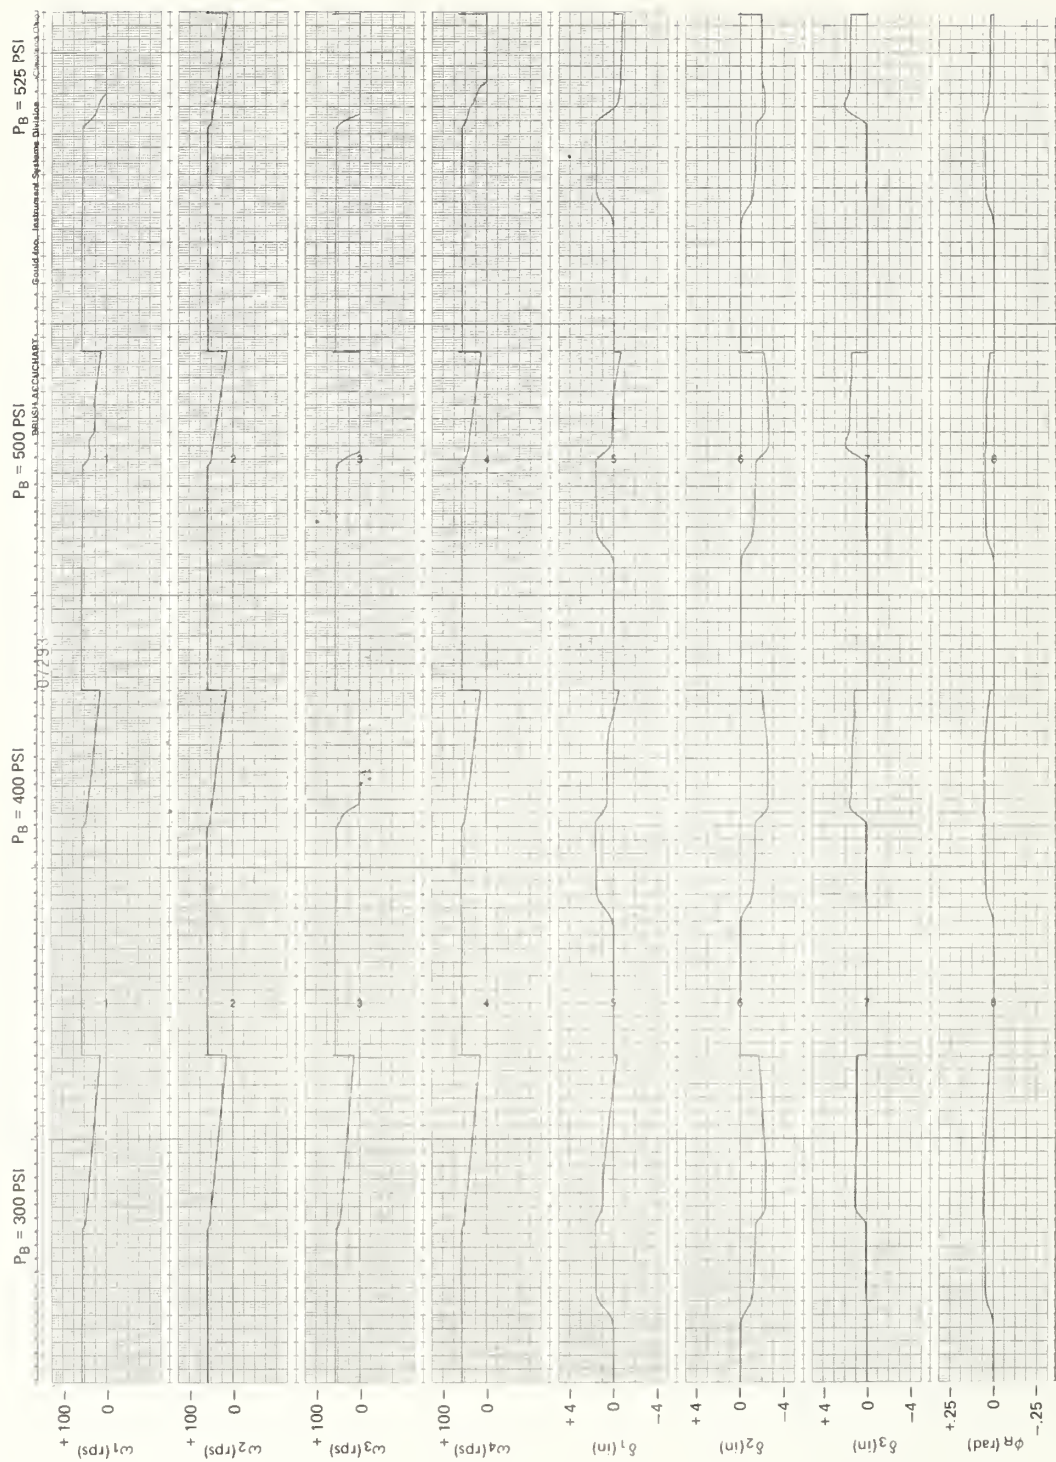 P_B = 300 PSI
P_B = 400 PSI
P_B = 500 PSI
P_B = 525 PSI
07293
BRUSH ACCUCHART
Gould Inc., Instrument Systems Division
ω1 (rps)
+ 100
0
1
1
ω2 (rps)
+ 100
0
2
2
ω3 (rps)
+ 100
0
3
3
ω4 (rps)
+ 100
0
4
4
δ1 (in)
+ 4
0
−4
5
5
δ2 (in)
+ 4
0
−4
6
6
δ3 (in)
+ 4
0
−4
7
7
φR (rad)
+.25
0
−.25
8
8